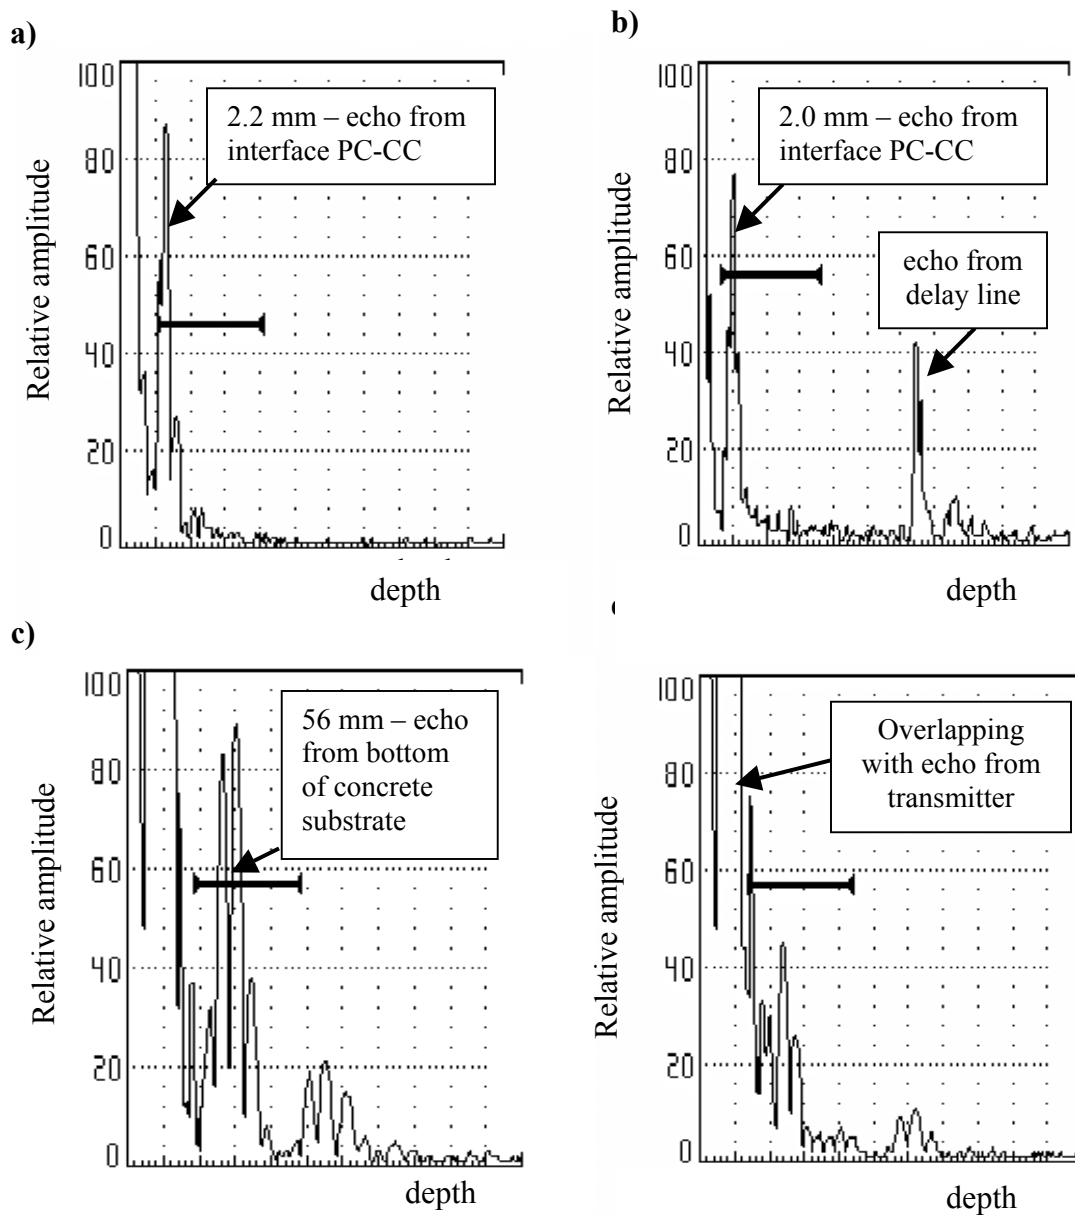 a)
100
80
60
40
20
0
Relative amplitude
2.2 mm – echo from
interface PC-CC
depth
b)
100
80
60
40
20
0
Relative amplitude
2.0 mm – echo from
interface PC-CC
echo from
delay line
depth
c)
100
80
60
40
20
0
Relative amplitude
56 mm – echo
from bottom
of concrete
substrate
depth
100
80
60
40
20
0
Relative amplitude
Overlapping
with echo from
transmitter
depth